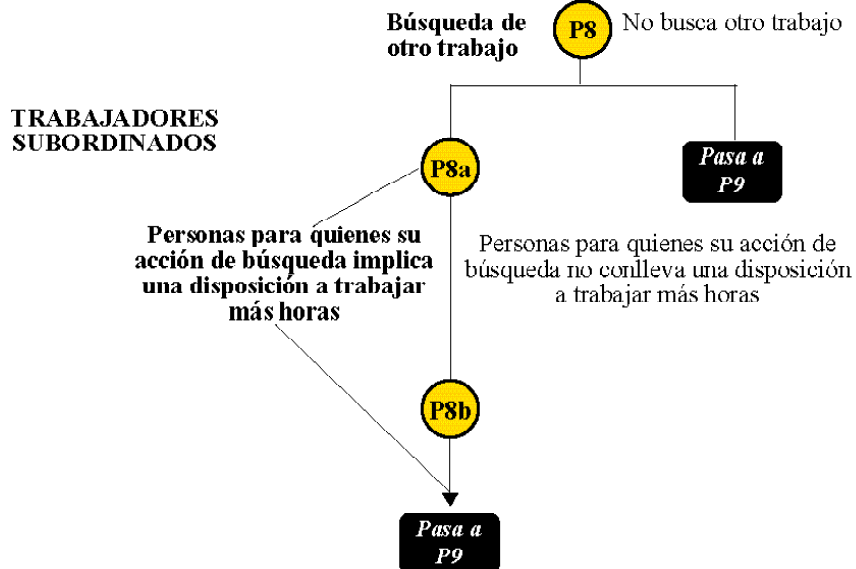 Búsqueda de
otro trabajo
P8
No busca otro trabajo
TRABAJADORES
SUBORDINADOS
P8a
Pasa a
P9
Personas para quienes su
acción de búsqueda implica
una disposición a trabajar
más horas
Personas para quienes su acción de
búsqueda no conlleva una disposición
a trabajar más horas
P8b
Pasa a
P9